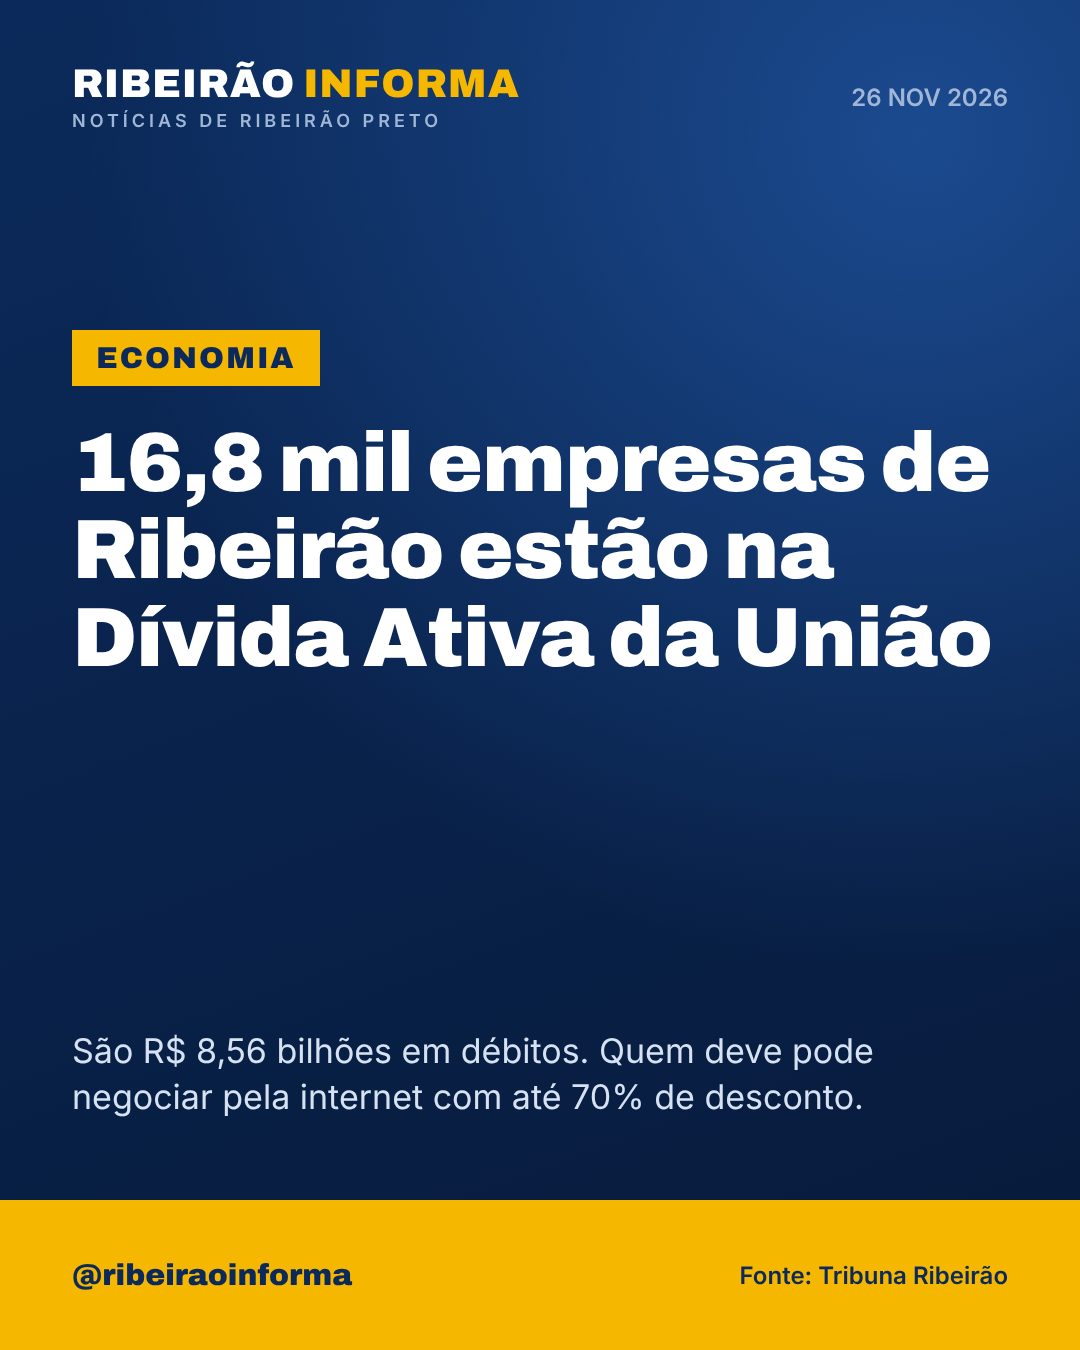 RIBEIRÃO INFORMA
NOTÍCIAS DE RIBEIRÃO PRETO
26 NOV 2026
ECONOMIA
16,8 mil empresas de
Ribeirão estão na
Dívida Ativa da União
São R$ 8,56 bilhões em débitos. Quem deve pode
negociar pela internet com até 70% de desconto.
@ribeiraoinforma
Fonte: Tribuna Ribeirão